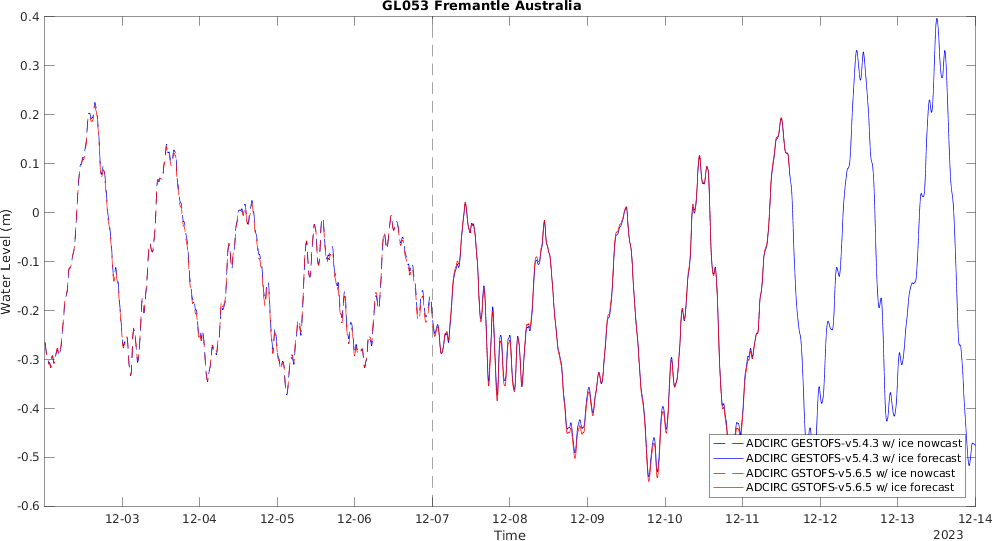 GL053 Fremantle Australia
0.4
0.3
0.2
0.1
0
-0.1
-0.2
-0.3
-0.4
-0.5
-0.6
Water Level (m)
ADCIRC GESTOFS-v5.4.3 w/ ice nowcast
ADCIRC GESTOFS-v5.4.3 w/ ice forecast
ADCIRC GSTOFS-v5.6.5 w/ ice nowcast
ADCIRC GSTOFS-v5.6.5 w/ ice forecast
12-03 12-04 12-05 12-06 12-07 12-08 12-09 12-10 12-11 12-12 12-13 12-14
Time
2023